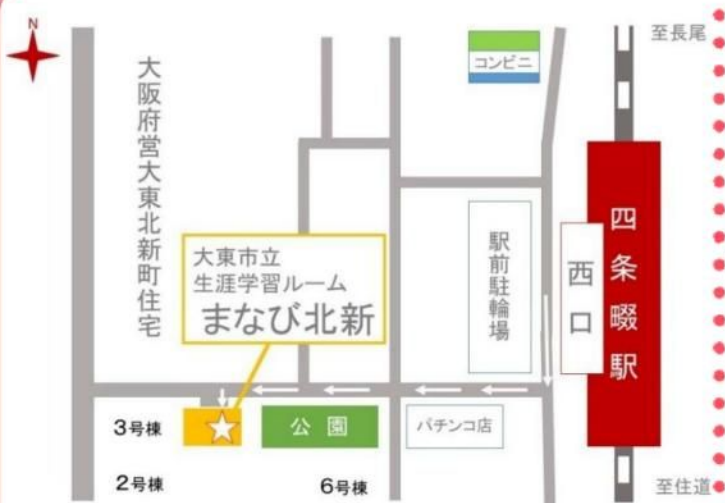 N
至長尾
コンビニ
大阪府営大東北新町住宅
四条畷駅
西口
駅前駐輪場
大東市立
生涯学習ルーム
まなび北新
3号棟
公園
パチンコ店
2号棟
6号棟
至住道